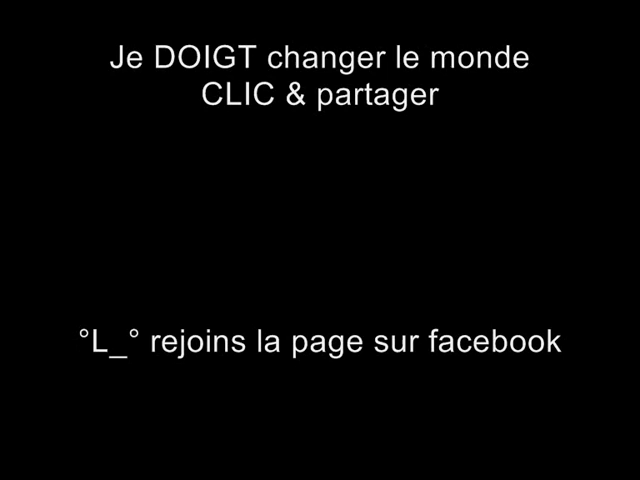 Je DOIGT changer le monde
CLIC & partager
°L_° rejoins la page sur facebook